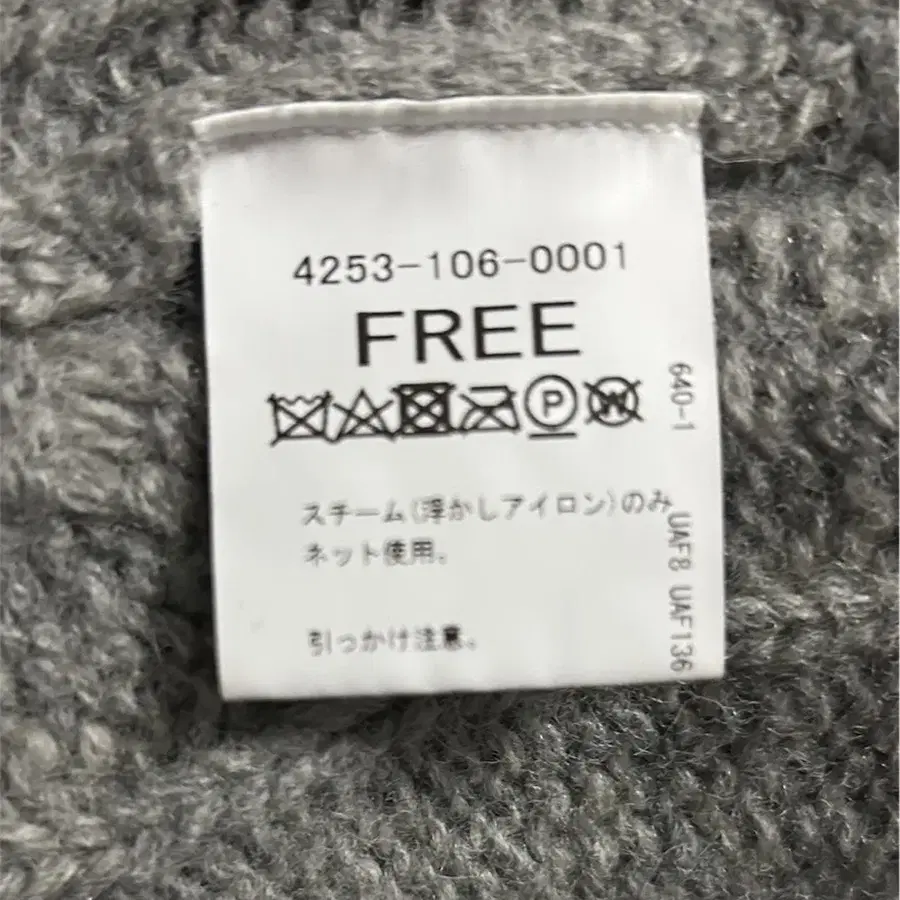 4253-106-0001
FREE
P
W
スチーム(浮かしアイロン)のみ
ネット使用。
引っかけ注意。
640-1
UAF8 UAF136